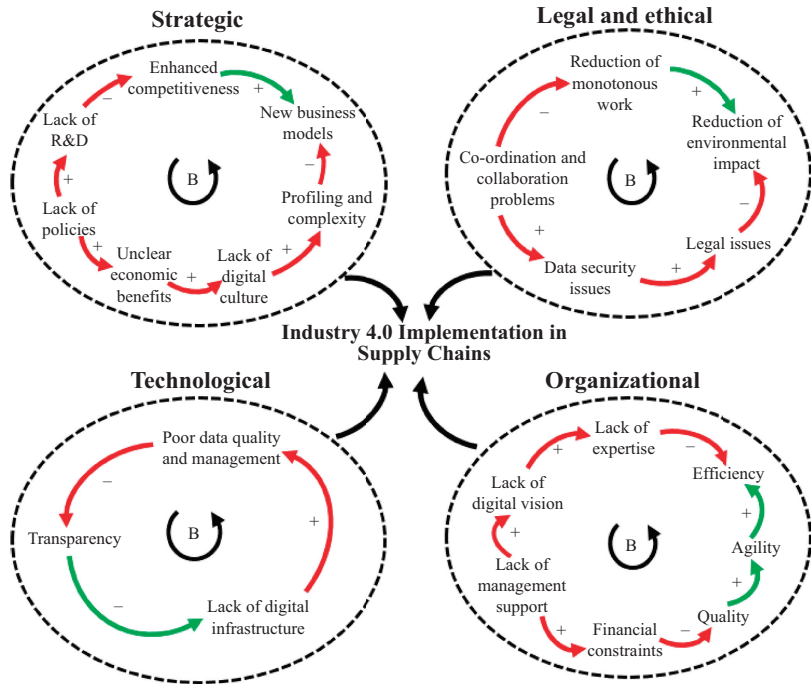 Strategic
Enhanced
competitiveness
+
New business
models
−
Profiling and
complexity
+
Lack of
digital
culture
+
Unclear
economic
benefits
+
Lack of
policies
+
Lack of
R&D
−
B
Legal and ethical
Reduction of
monotonous
work
+
Reduction of
environmental
impact
−
Legal issues
+
Data security
issues
+
Co-ordination and
collaboration
problems
−
B
Industry 4.0 Implementation in
Supply Chains
Technological
Poor data quality
and management
−
Transparency
−
Lack of digital
infrastructure
+
B
Organizational
Lack of
expertise
−
Efficiency
+
Agility
+
Quality
−
Financial
constraints
+
Lack of
management
support
+
Lack of
digital vision
+
B